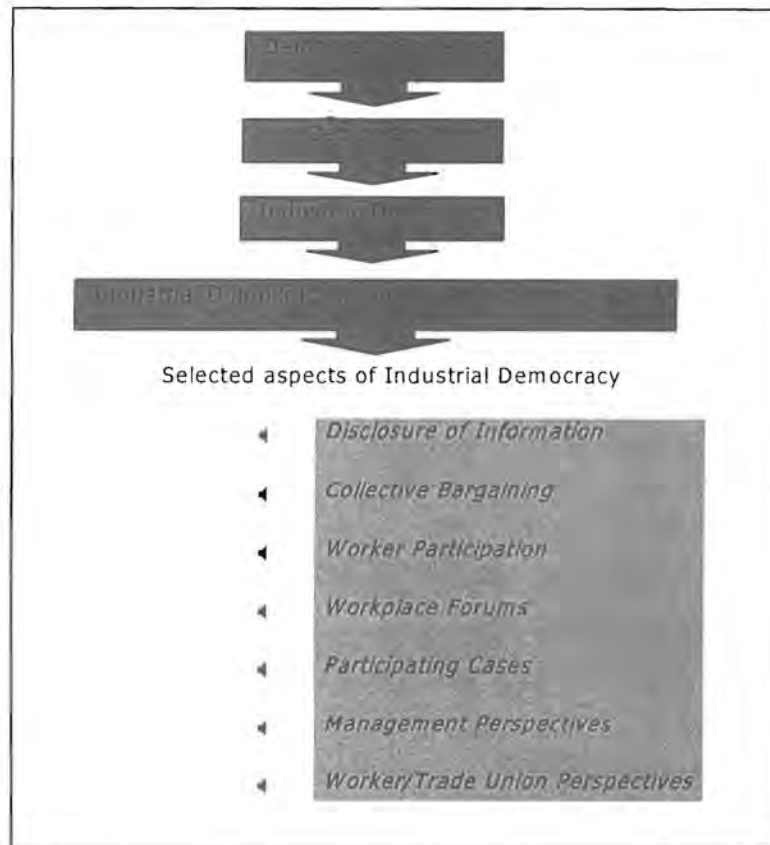 Selected aspects of Industrial Democracy
Disclosure of Information
Collective Bargaining
Worker Participation
Workplace Forums
Participating Cases
Management Perspectives
Worker/Trade Union Perspectives